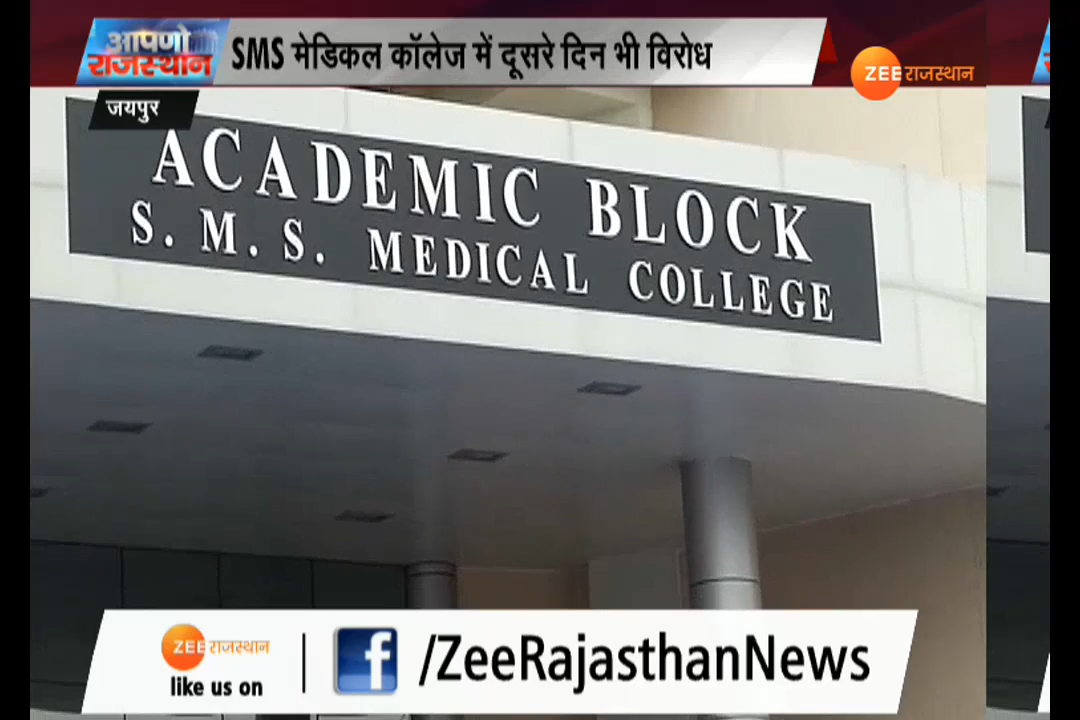 आपणो
राजस्थान
SMS मेडिकल कॉलेज में दूसरे दिन भी विरोध
ZEE राजस्थान
जयपुर
ACADEMIC BLOCK
S. M. S. MEDICAL COLLEGE
ZEE राजस्थान
like us on
f
/ZeeRajasthanNews